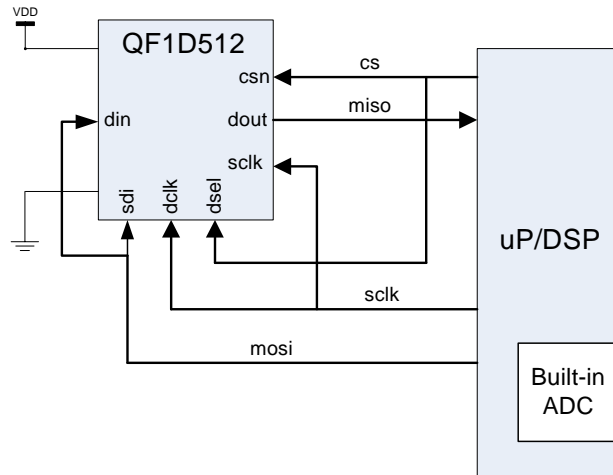 VDD
QF1D512
cs
csn
miso
din
dout
sclk
sdi
dclk
dsel
uP/DSP
sclk
mosi
Built-in
ADC